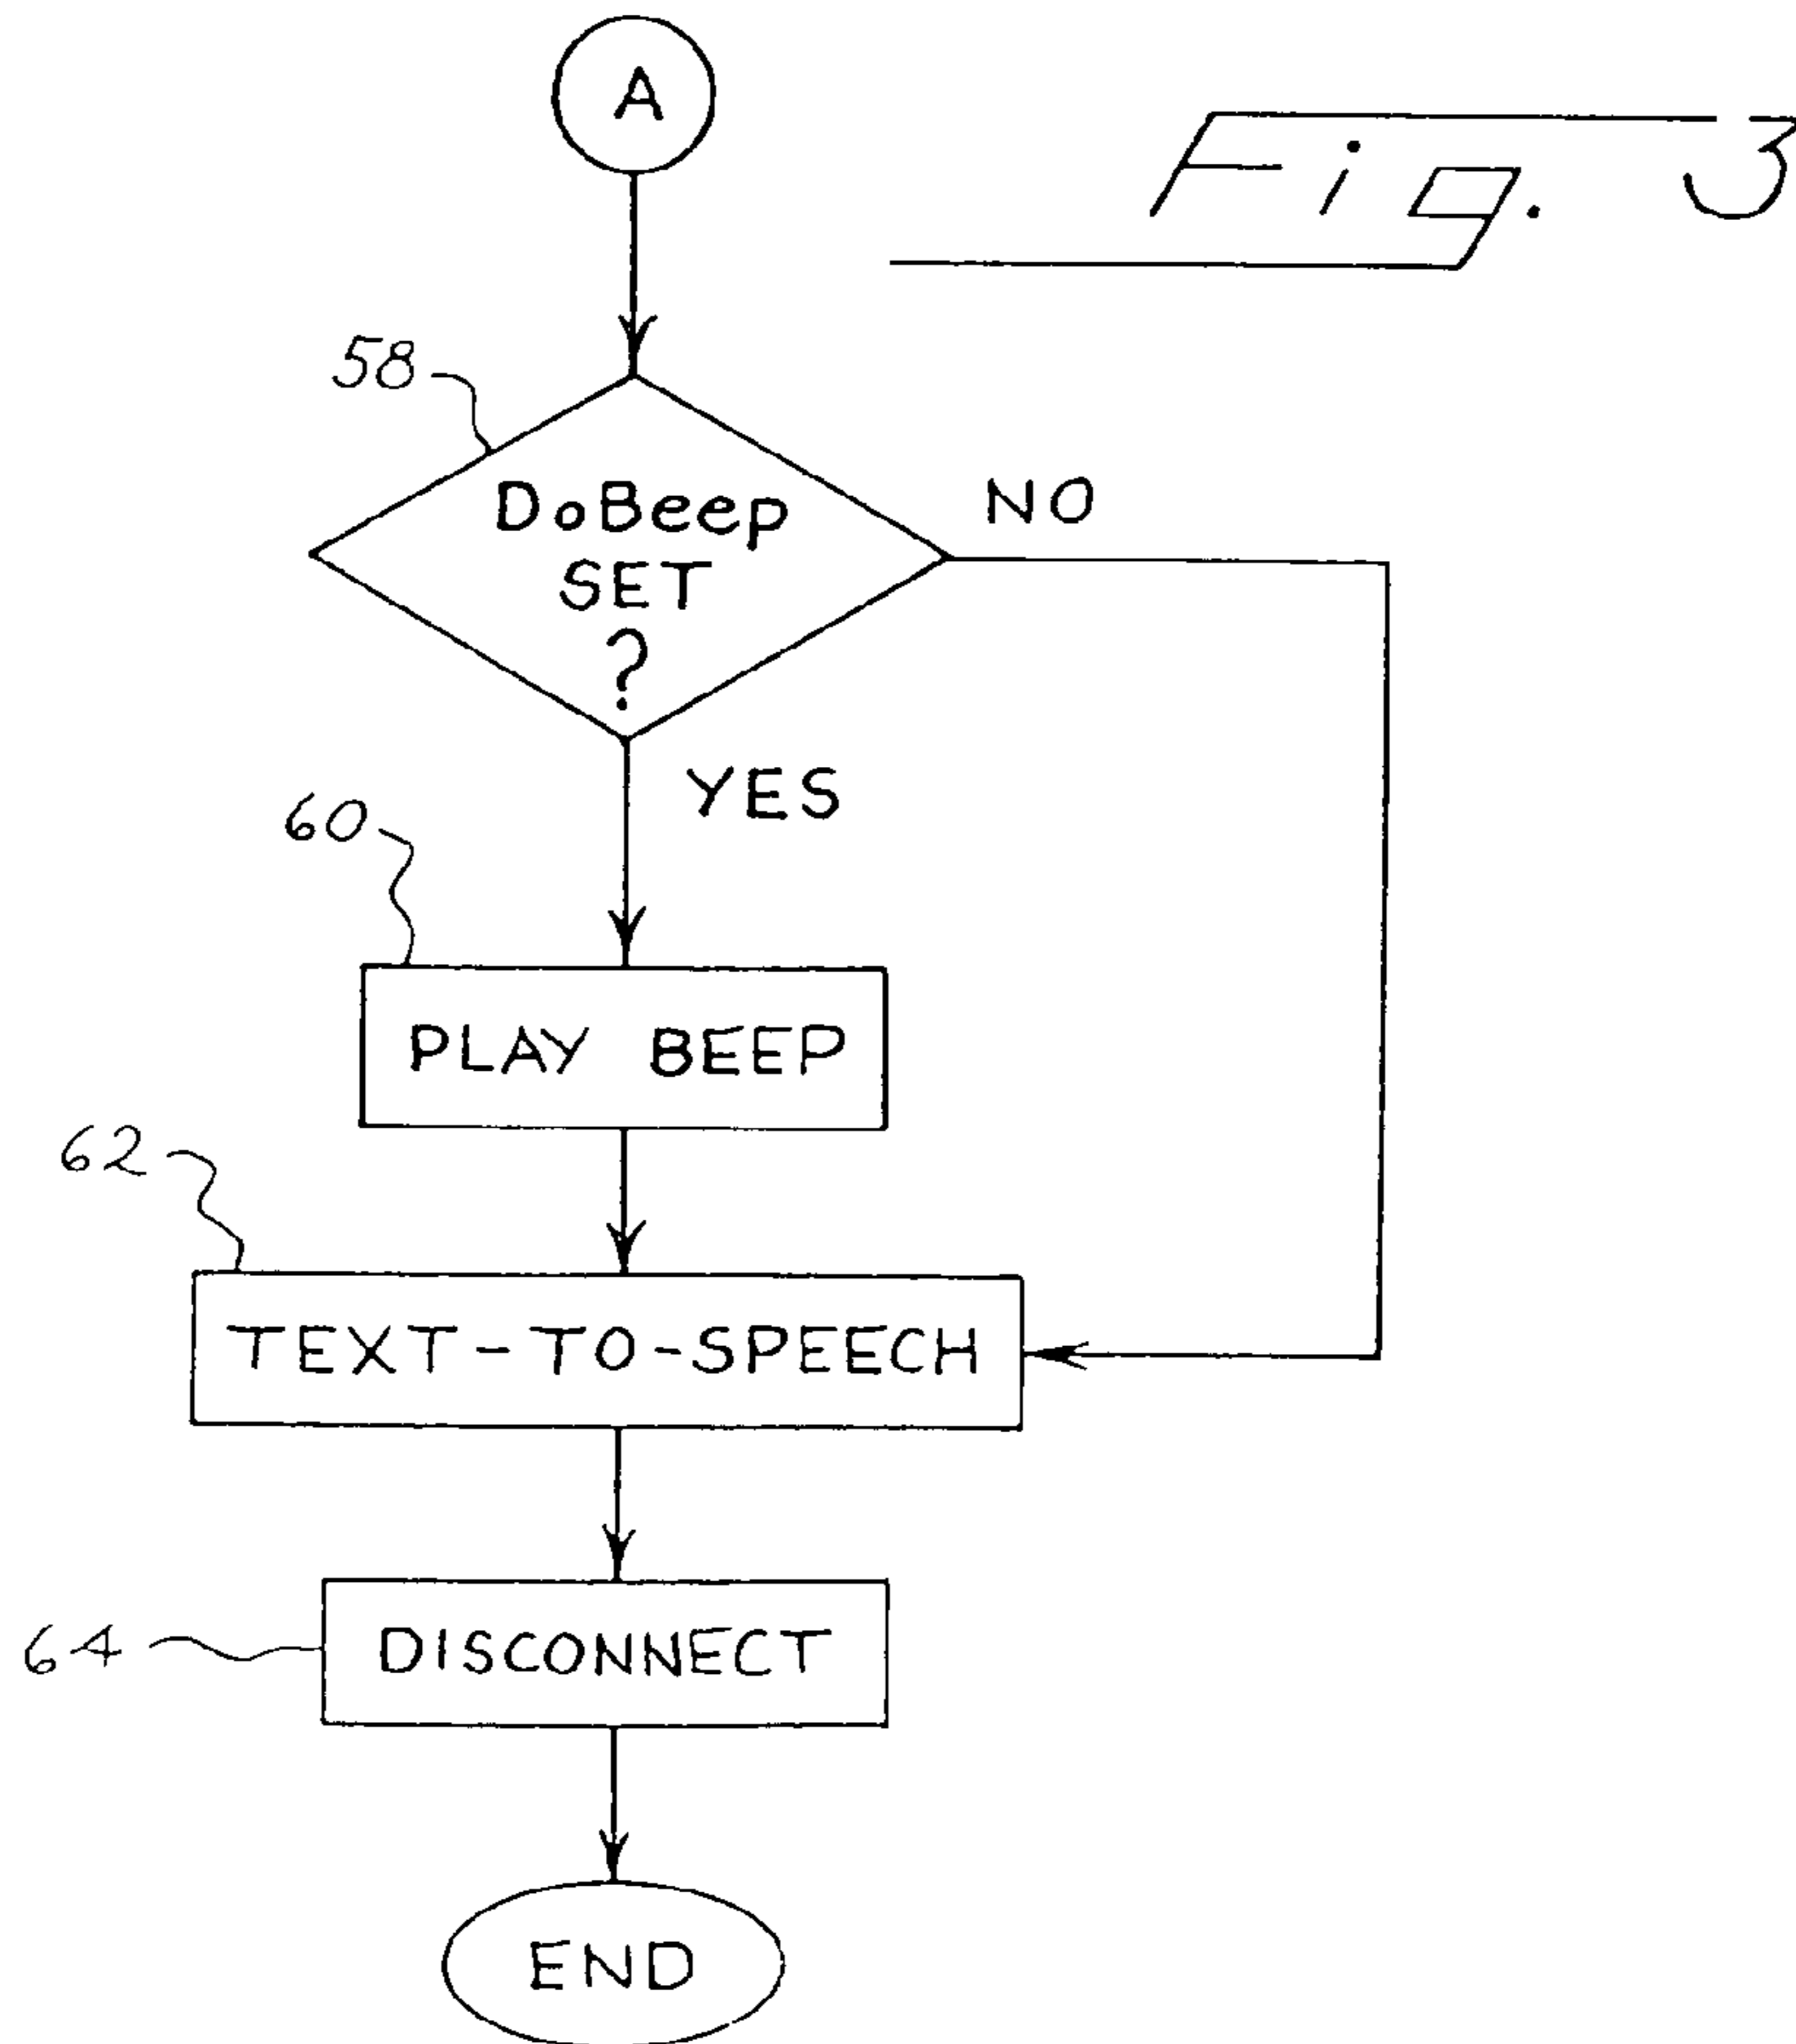 A
Fig. 3
58
DoBeep
SET
?
NO
YES
60
PLAY BEEP
62
TEXT-TO-SPEECH
64
DISCONNECT
END